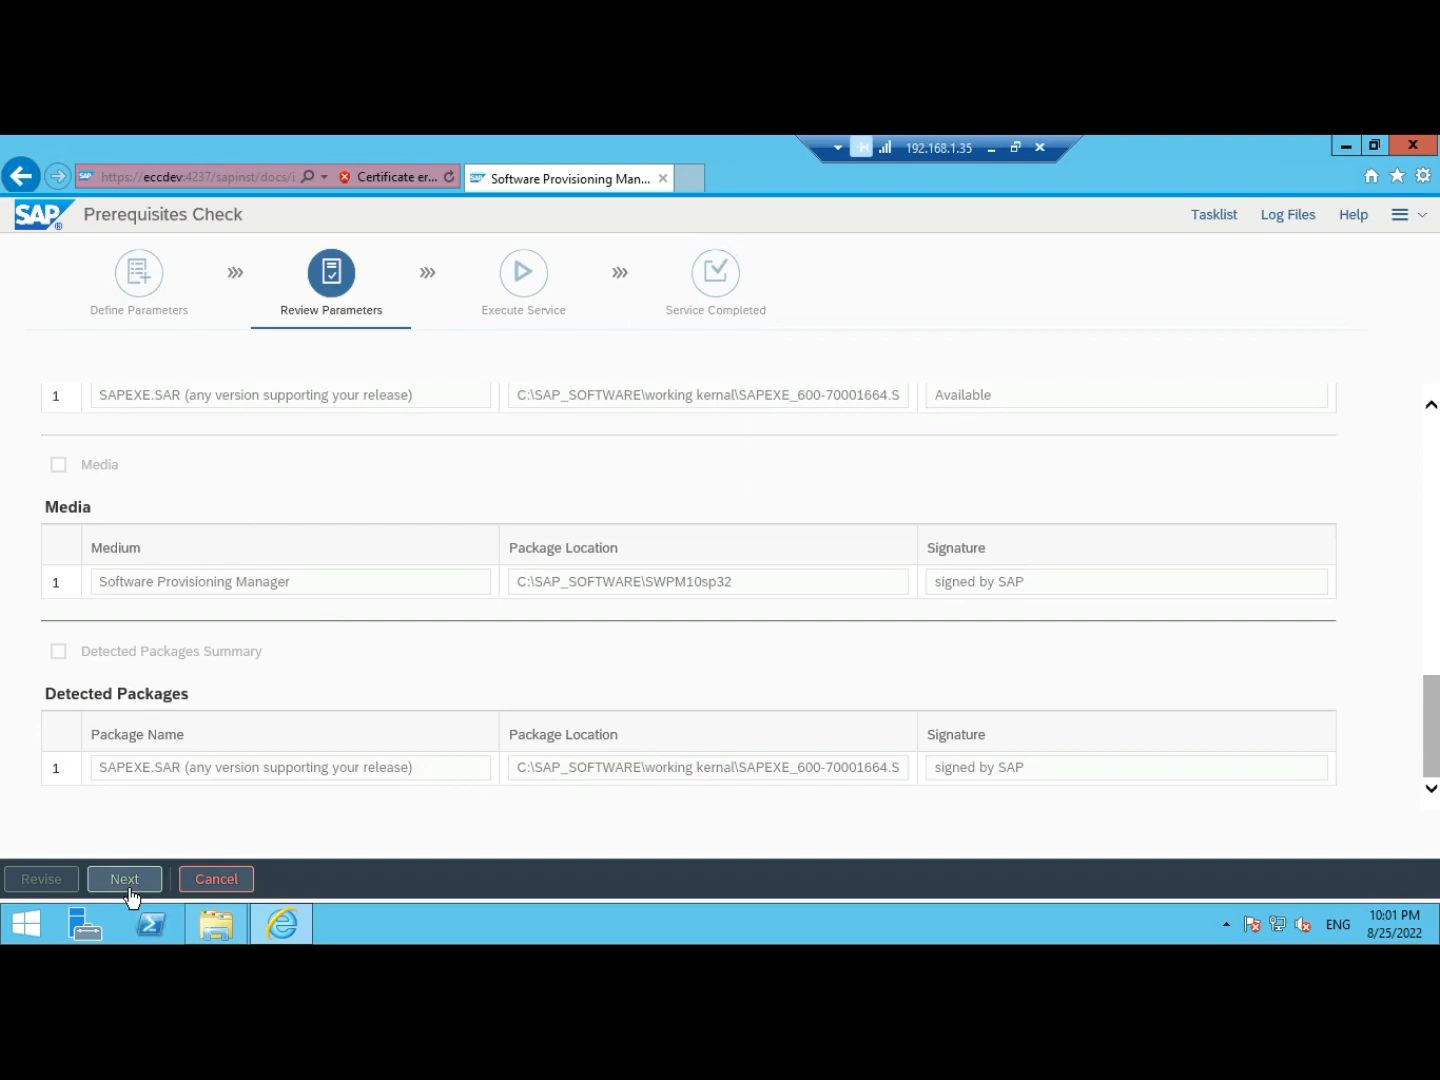 192.168.1.35
https://eccdev:4237/sapinst/docs/i
Certificate er...
Software Provisioning Man...
SAP
Prerequisites Check
Tasklist
Log Files
Help
Define Parameters
Review Parameters
Execute Service
Service Completed
1 SAPEXE.SAR (any version supporting your release) C:\SAP_SOFTWARE\working kernal\SAPEXE_600-70001664.S Available
Media
Media
Medium Package Location Signature
1 Software Provisioning Manager C:\SAP_SOFTWARE\SWPM10sp32 signed by SAP
Detected Packages Summary
Detected Packages
Package Name Package Location Signature
1 SAPEXE.SAR (any version supporting your release) C:\SAP_SOFTWARE\working kernal\SAPEXE_600-70001664.S signed by SAP
Revise Next Cancel
ENG
10:01 PM
8/25/2022